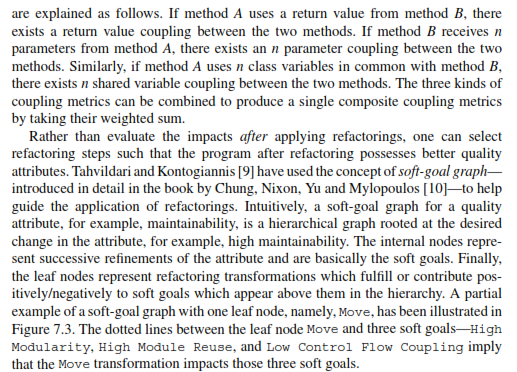 are explained as follows. If method A uses a return value from method B, there
exists a return value coupling between the two methods. If method B receives n
parameters from method A, there exists an n parameter coupling between the two
methods. Similarly, if method A uses n class variables in common with method B,
there exists n shared variable coupling between the two methods. The three kinds of
coupling metrics can be combined to produce a single composite coupling metrics
by taking their weighted sum.
Rather than evaluate the impacts after applying refactorings, one can select
refactoring steps such that the program after refactoring possesses better quality
attributes. Tahvildari and Kontogiannis [9] have used the concept of soft-goal graph—
introduced in detail in the book by Chung, Nixon, Yu and Mylopoulos [10]—to help
guide the application of refactorings. Intuitively, a soft-goal graph for a quality
attribute, for example, maintainability, is a hierarchical graph rooted at the desired
change in the attribute, for example, high maintainability. The internal nodes repre-
sent successive refinements of the attribute and are basically the soft goals. Finally,
the leaf nodes represent refactoring transformations which fulfill or contribute pos-
itively/negatively to soft goals which appear above them in the hierarchy. A partial
example of a soft-goal graph with one leaf node, namely, Move, has been illustrated in
Figure 7.3. The dotted lines between the leaf node Move and three soft goals—High
Modularity, High Module Reuse, and Low Control Flow Coupling imply
that the Move transformation impacts those three soft goals.